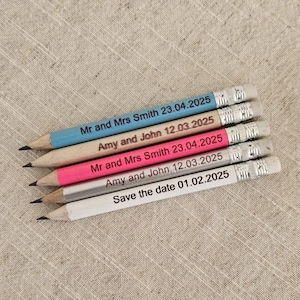 Mr and Mrs Smith 23.04.2025
Amy and John 12 03.2025
Mr and Mrs Smith 23.04.2025
Amy and John 12 03.2025
Save the date 01.02.2025